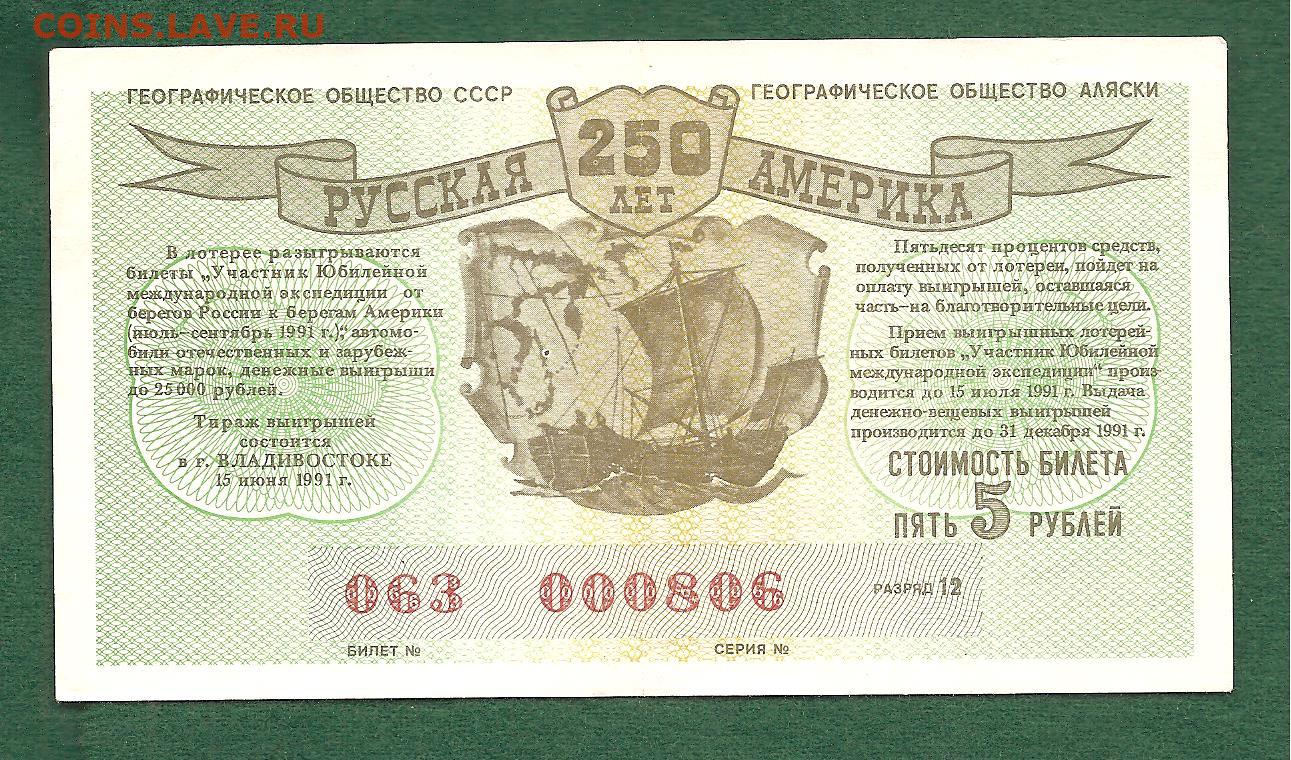 COINS.LAVE.RU
ГЕОГРАФИЧЕСКОЕ ОБЩЕСТВО СССР
ГЕОГРАФИЧЕСКОЕ ОБЩЕСТВО АЛЯСКИ
РУССКАЯ
250
ЛЕТ
АМЕРИКА
В лотерее разыгрываются
билеты „Участник Юбилейной
международной экспедиции от
берегов России к берегам Америки
(июль–сентябрь 1991 г.)", автомо-
били отечественных и зарубеж-
ных марок, денежные выигрыши
до 25000 рублей.
Тираж выигрышей
состоится
в г. ВЛАДИВОСТОКЕ
15 июня 1991 г.
Пятьдесят процентов средств,
полученных от лотереи, пойдет на
оплату выигрышей, оставшаяся
часть–на благотворительные цели.
Прием выигрышных лотерей-
ных билетов „Участник Юбилейной
международной экспедиции" произ-
водится до 15 июля 1991 г. Выдача
денежно-вещевых выигрышей
производится до 31 декабря 1991 г.
СТОИМОСТЬ БИЛЕТА
ПЯТЬ 5 РУБЛЕЙ
063 000806 РАЗРЯД 12
БИЛЕТ № СЕРИЯ №